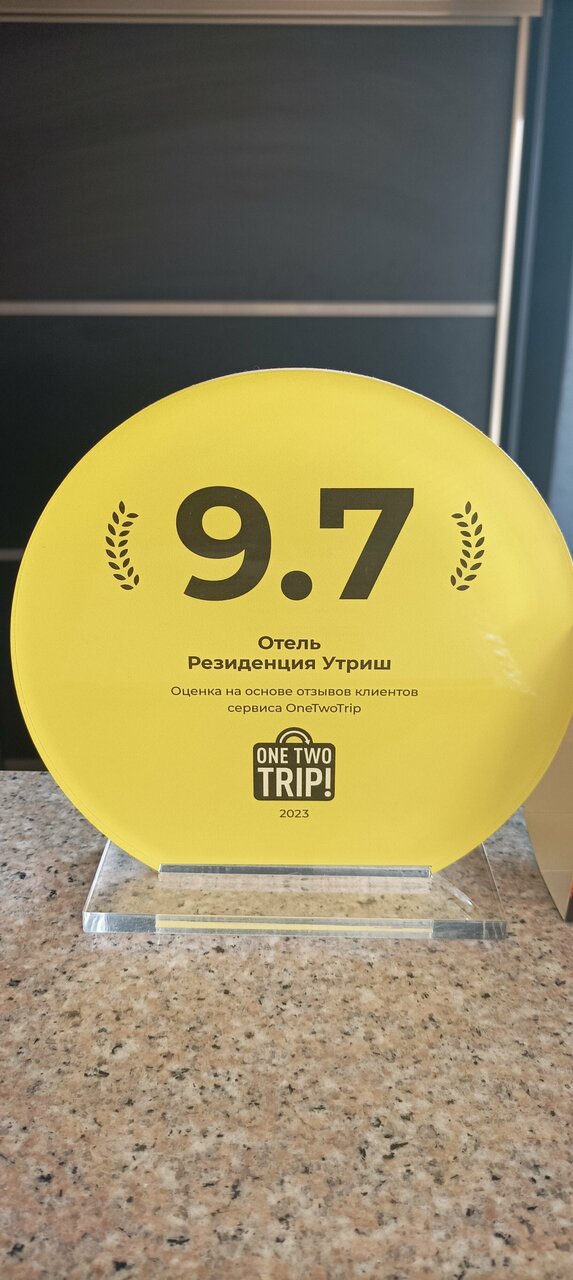 9.7
Отель
Резиденция Утриш
Оценка на основе отзывов клиентов
сервиса OneTwoTrip
ONE TWO
TRIP!
2023